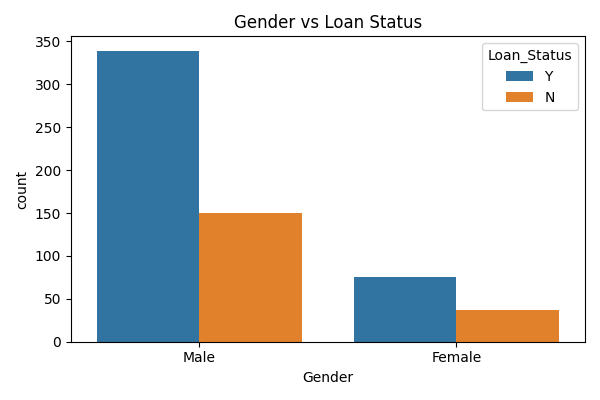 Gender vs Loan Status
350
300
250
200
150
100
50
0
count
Loan_Status
Y
N
Male
Female
Gender